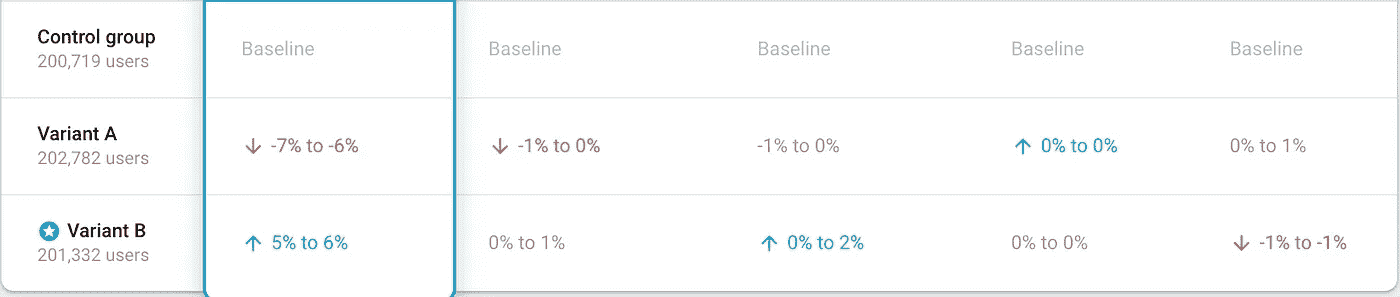 Control group
200,719 users
Baseline
Baseline
Baseline
Baseline
Baseline
Variant A
202,782 users
↓ -7% to -6%
↓ -1% to 0%
-1% to 0%
↑ 0% to 0%
0% to 1%
Variant B
201,332 users
↑ 5% to 6%
0% to 1%
↑ 0% to 2%
0% to 0%
↓ -1% to -1%